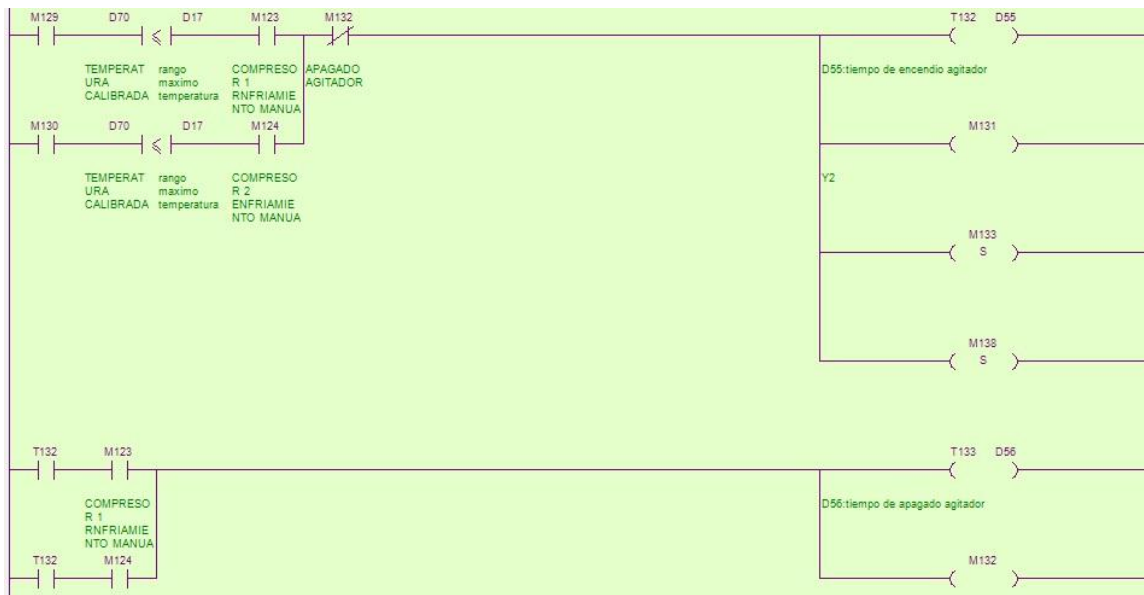 M129 D70 D17 M123 M132 T132 D55
≤
TEMPERAT rango COMPRESO APAGADO D55:tiempo de encendio agitador
URA maximo R 1 AGITADOR
CALIBRADA temperatura RNFRIAMIE
NTO MANUA
M130 D70 D17 M124 M131
≤
TEMPERAT rango COMPRESO Y2
URA maximo R 2
CALIBRADA temperatura ENFRIAMIE
NTO MANUA
M133
S
M138
S
T132 M123 T133 D56
COMPRESO D56:tiempo de apagado agitador
R 1
RNFRIAMIE
NTO MANUA
T132 M124 M132